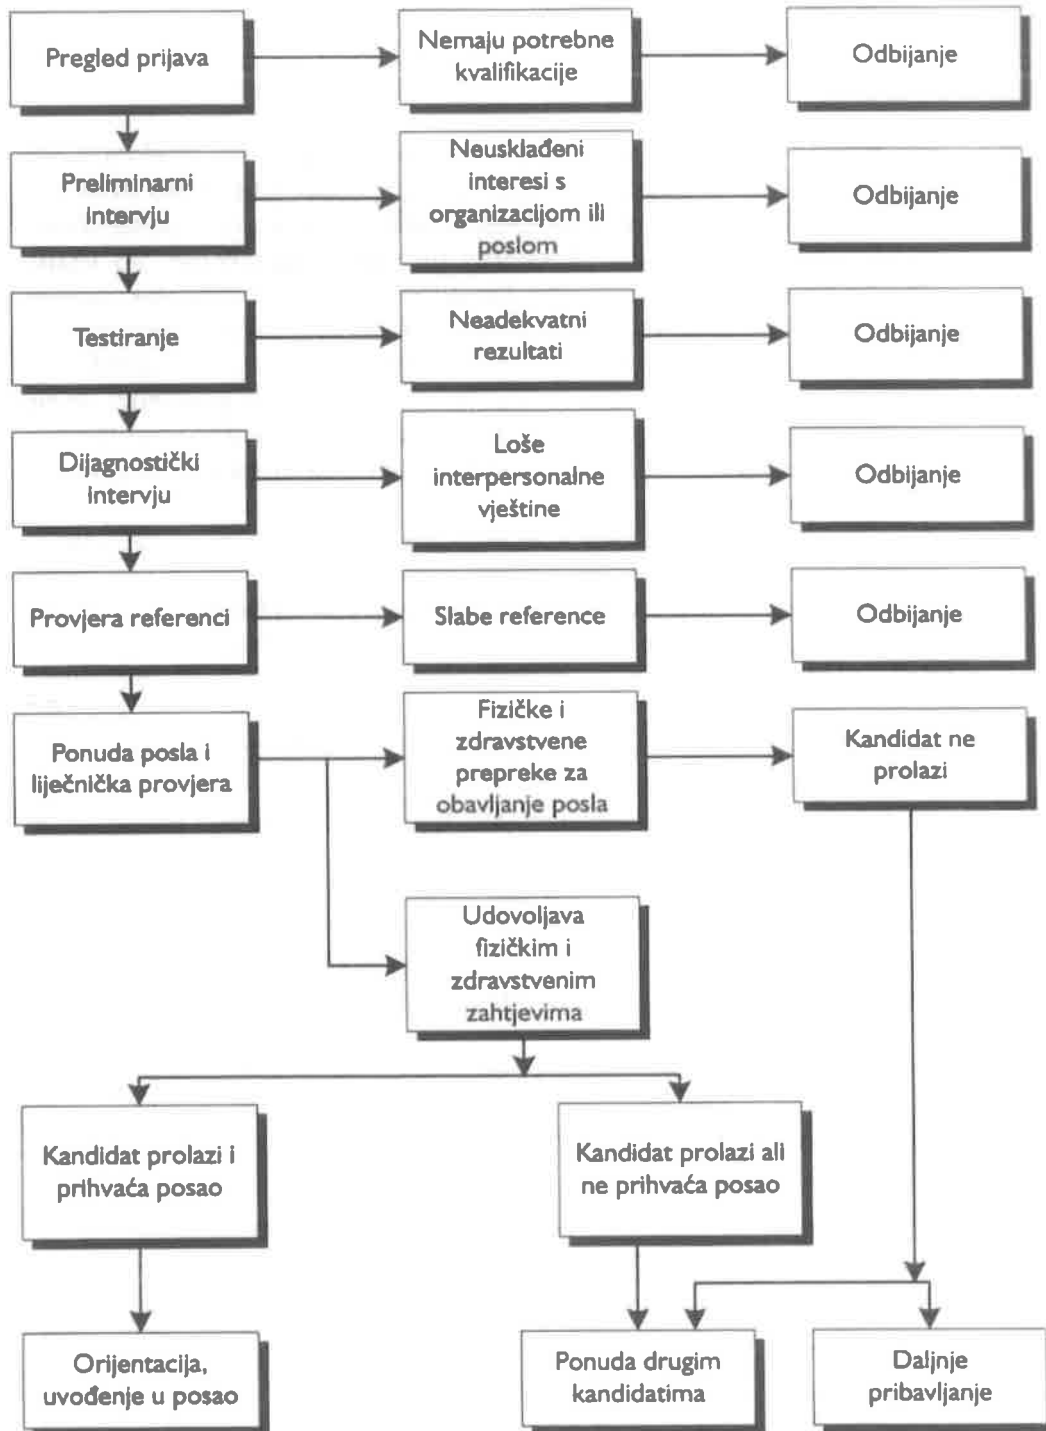 Pregled prijava
Nemaju potrebne
kvalifikacije
Odbijanje
Preliminarni
intervju
Neusklađeni
interesi s
organizacijom ili
poslom
Odbijanje
Testiranje
Neadekvatni
rezultati
Odbijanje
Dijagnostički
intervju
Loše
interpersonalne
vještine
Odbijanje
Provjera referenci
Slabe reference
Odbijanje
Ponuda posla i
liječnička provjera
Fizičke i
zdravstvene
prepreke za
obavljanje posla
Kandidat ne
prolazi
Udovoljava
fizičkim i
zdravstvenim
zahtjevima
Kandidat prolazi i
prihvaća posao
Kandidat prolazi ali
ne prihvaća posao
Orijentacija,
uvođenje u posao
Ponuda drugim
kandidatima
Daljnje
pribavljanje